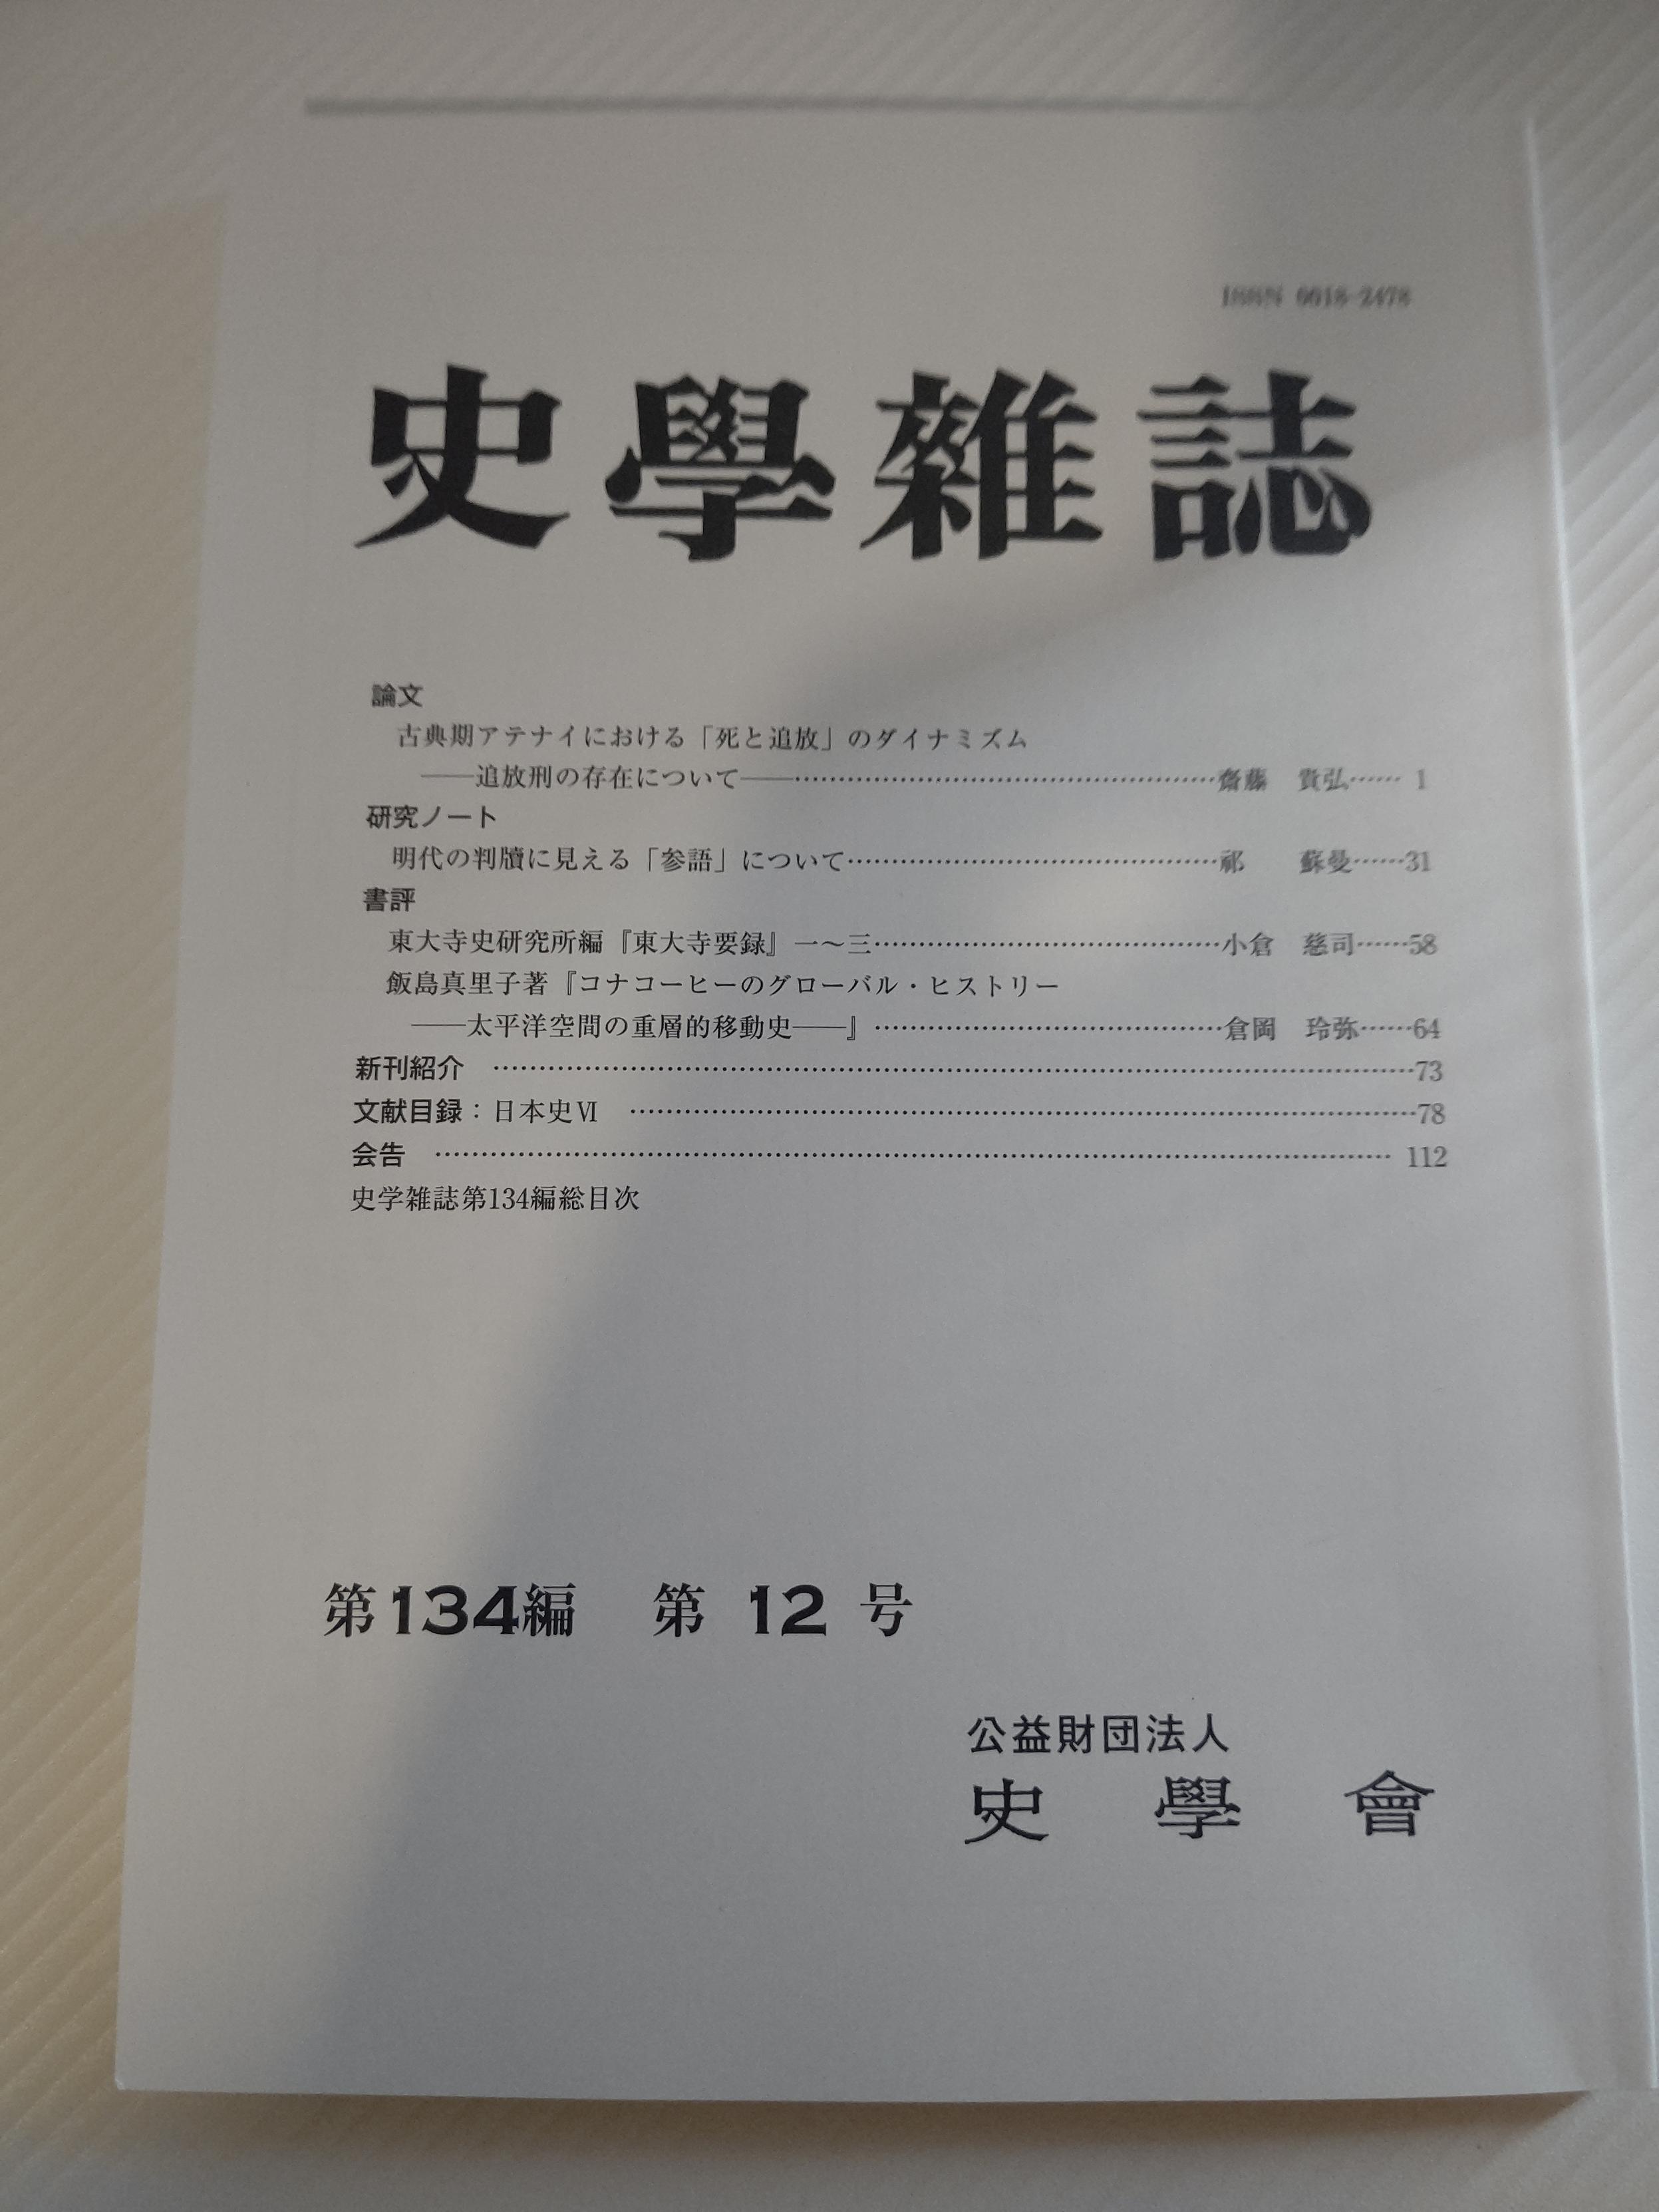 ISSN 0018-2478
史學雜誌
論文
古典期アテナイにおける「死と追放」のダイナミズム
――追放刑の存在について――……………………………………齋藤　貴弘…… 1
研究ノート
明代の判牘に見える「参語」について……………………………………祁　　蘇曼……31
書評
東大寺史研究所編『東大寺要録』一～三……………………………………小倉　慈司……58
飯島真里子著『コナコーヒーのグローバル・ヒストリー
――太平洋空間の重層的移動史――』……………………………………倉岡　玲弥……64
新刊紹介 ……………………………………………………………………………73
文献目録：日本史Ⅵ ……………………………………………………………………78
会告 …………………………………………………………………………… 112
史学雑誌第134編総目次
第134編　第 12 号
公益財団法人
史　學　會